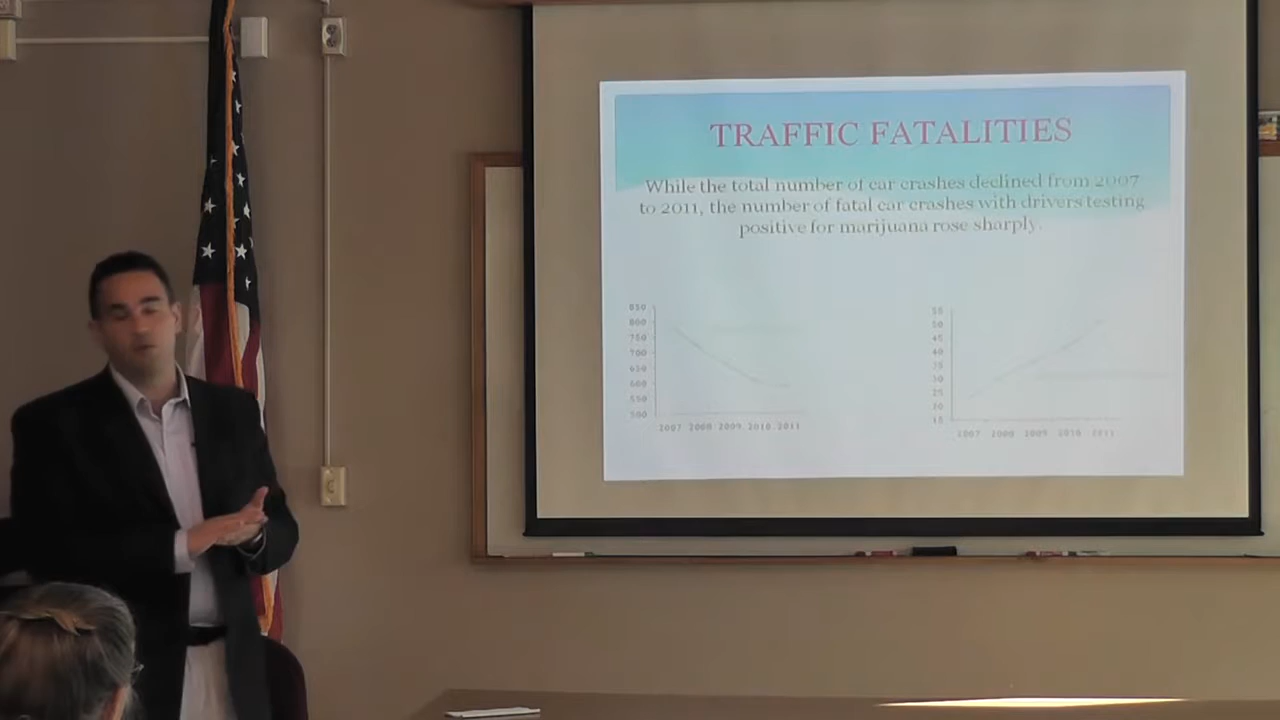 TRAFFIC FATALITIES
While the total number of car crashes declined from 2007
to 2011, the number of fatal car crashes with drivers testing
positive for marijuana rose sharply.
850
800
750
700
650
600
550
500
2007 2008 2009 2010 2011
55
50
45
40
35
30
25
20
15
2007 2008 2009 2010 2011